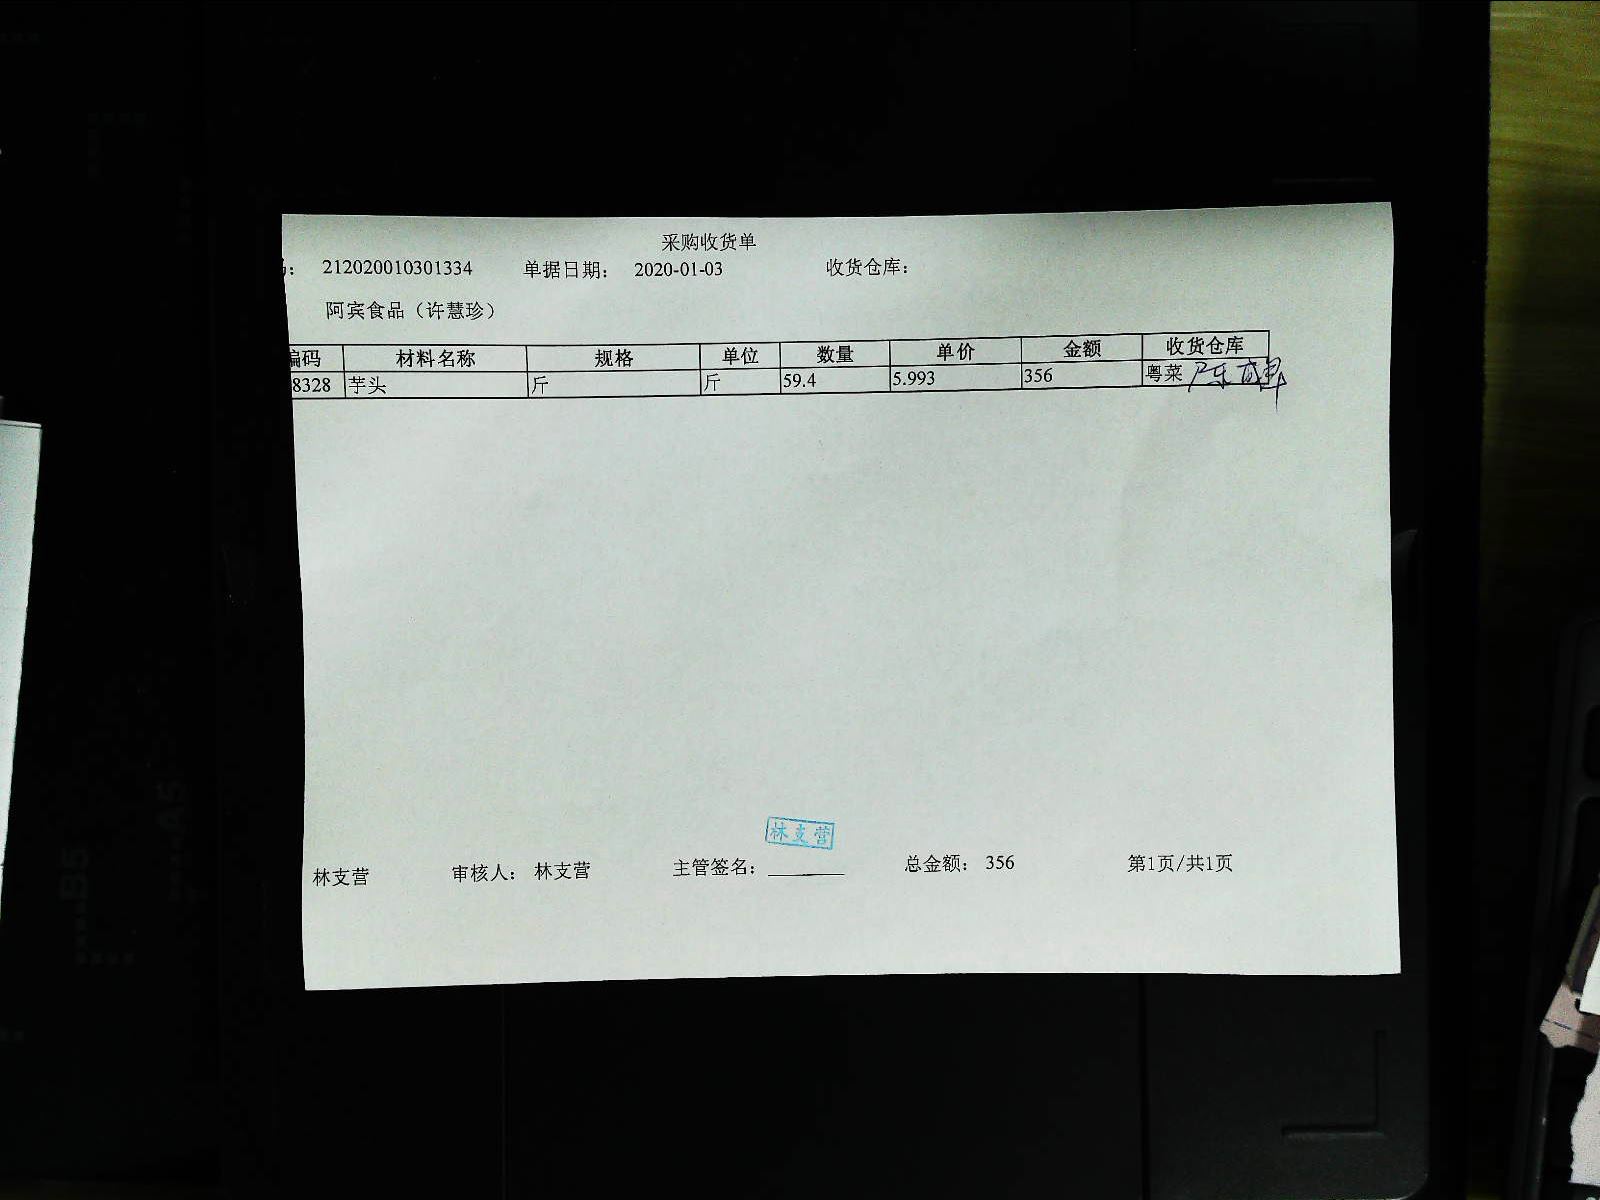 采购收货单
212020010301334 单据日期： 2020-01-03 收货仓库：
阿宾食品（许慧珍）
编码 材料名称 规格 单位 数量 单价 金额 收货仓库
8328 芋头 斤 斤 59.4 5.993 356 粤菜
林支营
林支营 审核人： 林支营 主管签名： 总金额： 356 第1页/共1页